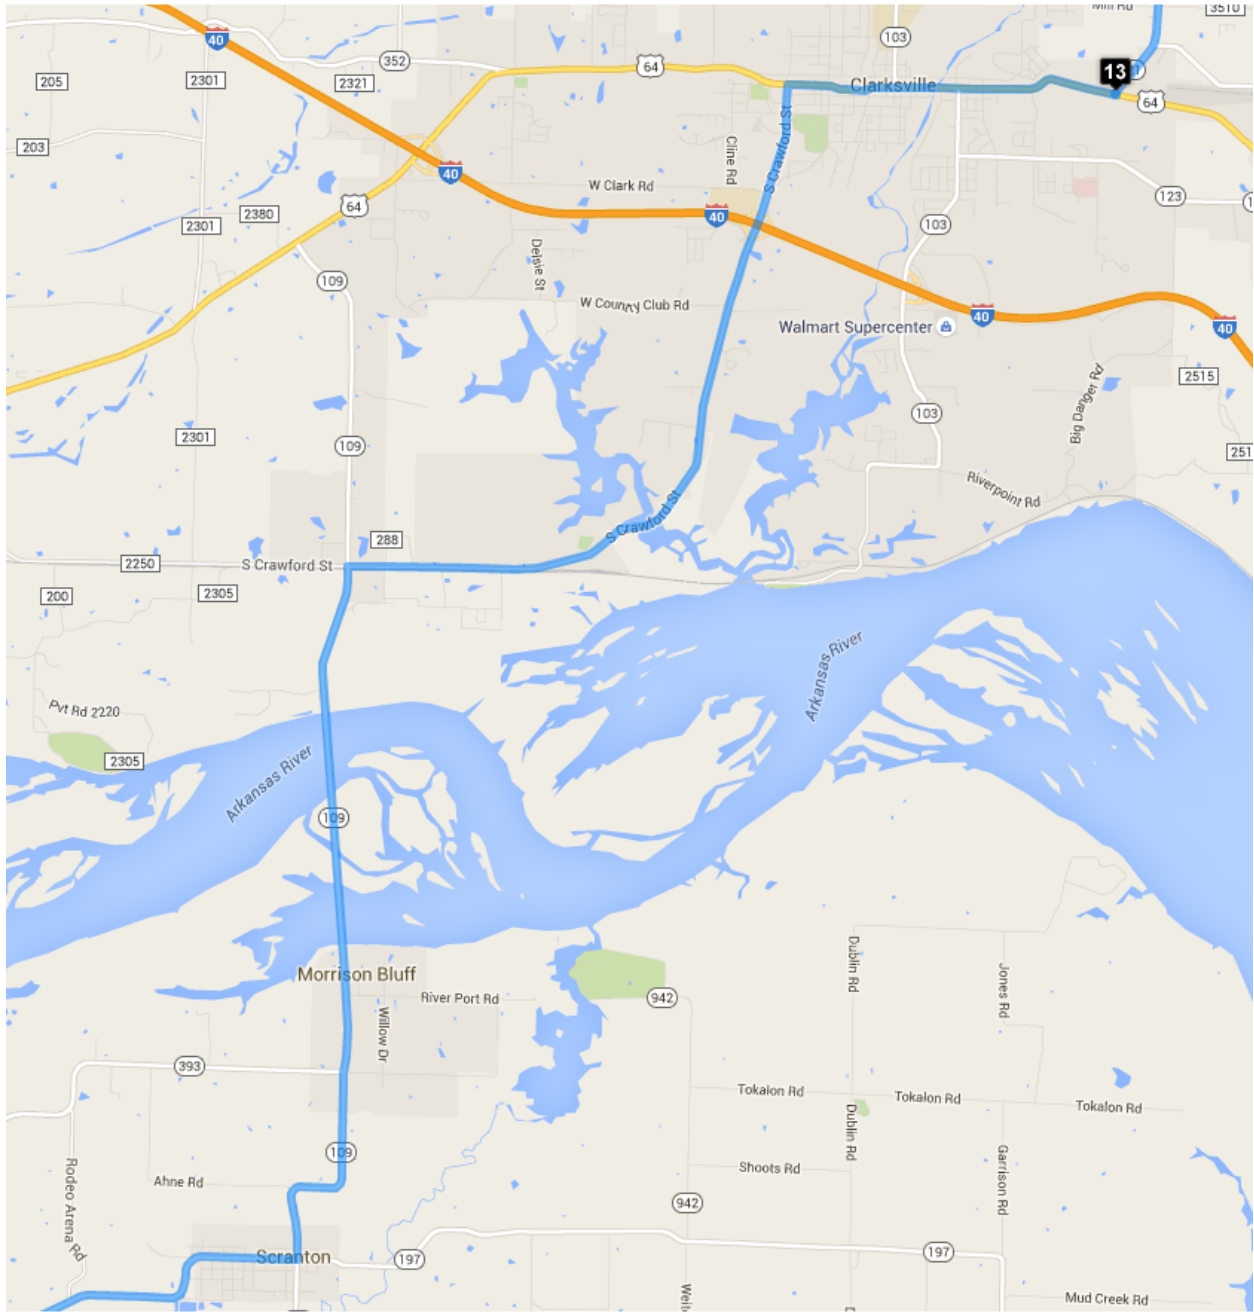 Mill Rd
3510
40
103
352
205
2301
2321
64
Clarksville
13
1
64
203
40
Cline Rd
S Crawford St
W Clark Rd
123
1
64
2380
2301
40
103
Delsie St
109
W Country Club Rd
Walmart Supercenter
40
40
2515
Big Danger Rd
103
2301
109
251
Riverpoint Rd
S Crawford St
288
2250
S Crawford St
200
2305
Arkansas River
Pvt Rd 2220
2305
Arkansas River
109
Morrison Bluff
River Port Rd
942
Dublin Rd
Jones Rd
Willow Dr
393
Tokalon Rd
Tokalon Rd
Tokalon Rd
Dublin Rd
109
Shoots Rd
Ahne Rd
Rodeo Arena Rd
Garrison Rd
942
Scranton
197
197
Mud Creek Rd